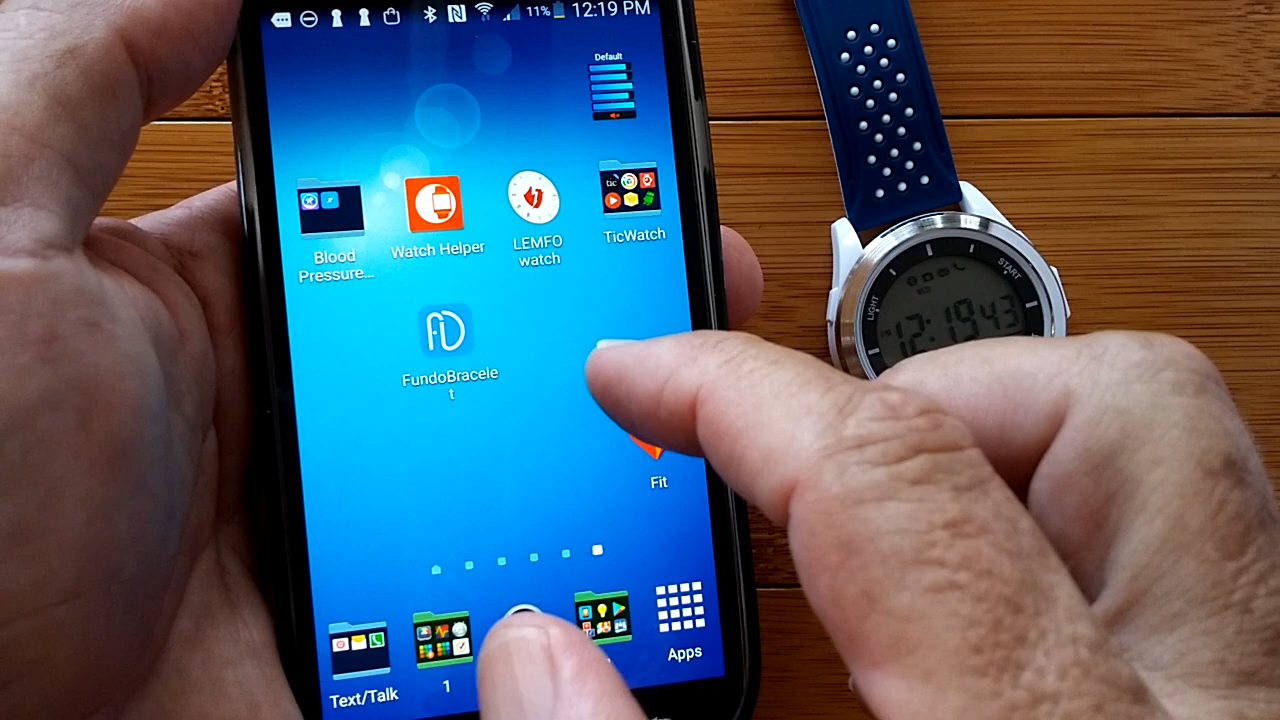 11% 12:19 PM
Default
Blood
Pressure...
Watch Helper
LEMFO
watch
tic
TicWatch
FundoBracele
t
Fit
Text/Talk
1
Apps
LIGHT
START
12:19 43